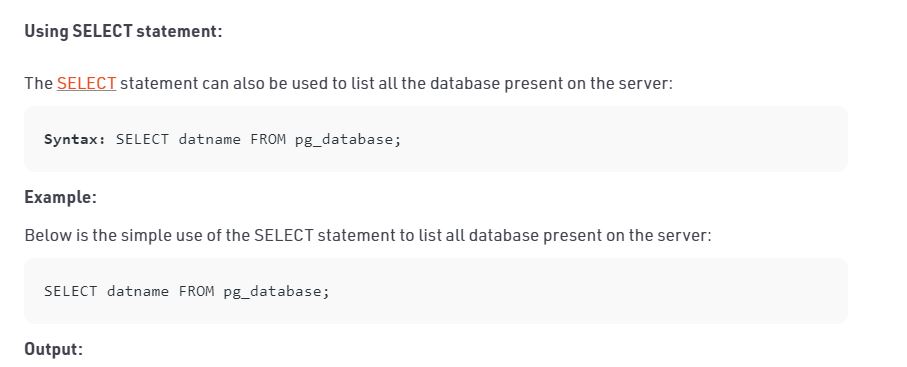 Using SELECT statement:
The SELECT statement can also be used to list all the database present on the server:
Syntax: SELECT datname FROM pg_database;
Example:
Below is the simple use of the SELECT statement to list all database present on the server:
SELECT datname FROM pg_database;
Output: